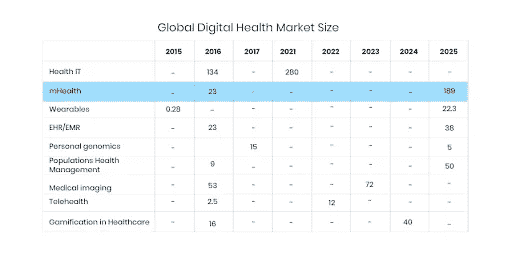 Global Digital Health Market Size
2015 2016 2017 2021 2022 2023 2024 2025
Health IT - 134 - 280 - - - -
mHealth - 23 - - - - - 189
Wearables 0.28 - - - - - - 22.3
EHR/EMR - 23 - - - - - 38
Personal genomics - 15 - - - - 5
Populations Health
Management - 9 - - - - - 50
Medical imaging - 53 - - - 72 - -
Telehealth - 2.5 - - 12 - - -
Gamification in Healthcare - 16 - - - - 40 -